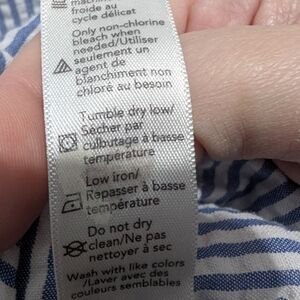 machine
froide au
cycle délicat
Only non-chlorine
bleach when
needed/Utiliser
seulement un
agent de
blanchiment non
chloré au besoin
Tumble dry low/
Sécher par
culbutage à basse
température
Low iron/
Repasser à basse
température
Do not dry
clean/Ne pas
nettoyer à sec
Wash with like colors
/Laver avec des
couleurs semblables